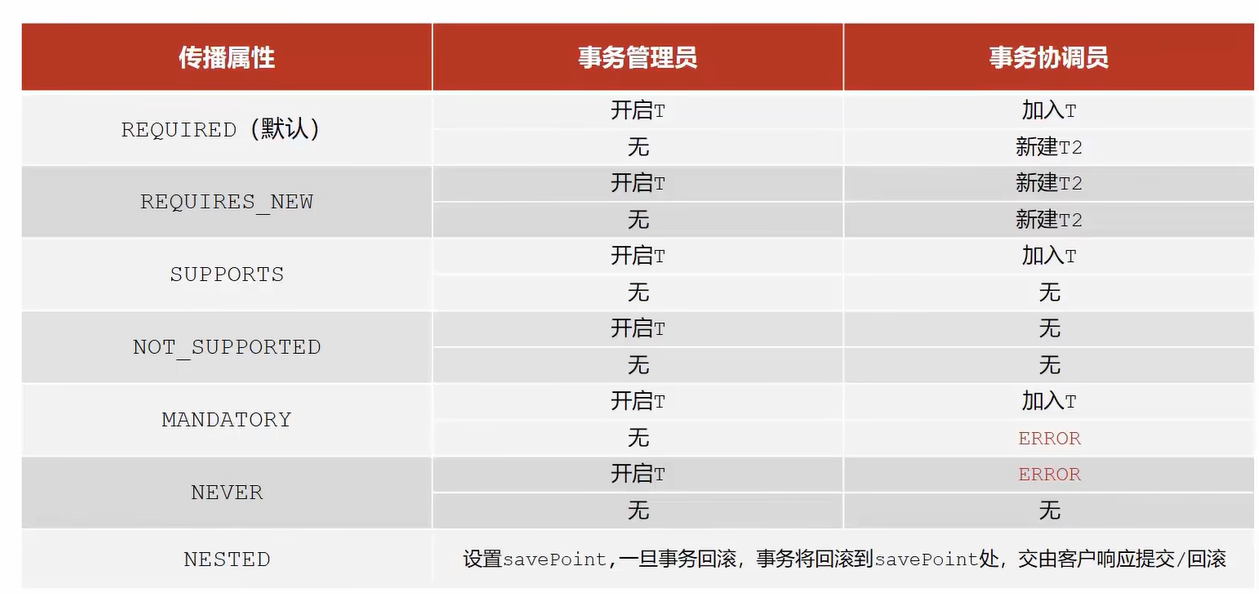 传播属性 事务管理员 事务协调员
REQUIRED（默认） 开启T 加入T
无 新建T2
REQUIRES_NEW 开启T 新建T2
无 新建T2
SUPPORTS 开启T 加入T
无 无
NOT_SUPPORTED 开启T 无
无 无
MANDATORY 开启T 加入T
无 ERROR
NEVER 开启T ERROR
无 无
NESTED 设置savePoint,一旦事务回滚，事务将回滚到savePoint处，交由客户响应提交/回滚